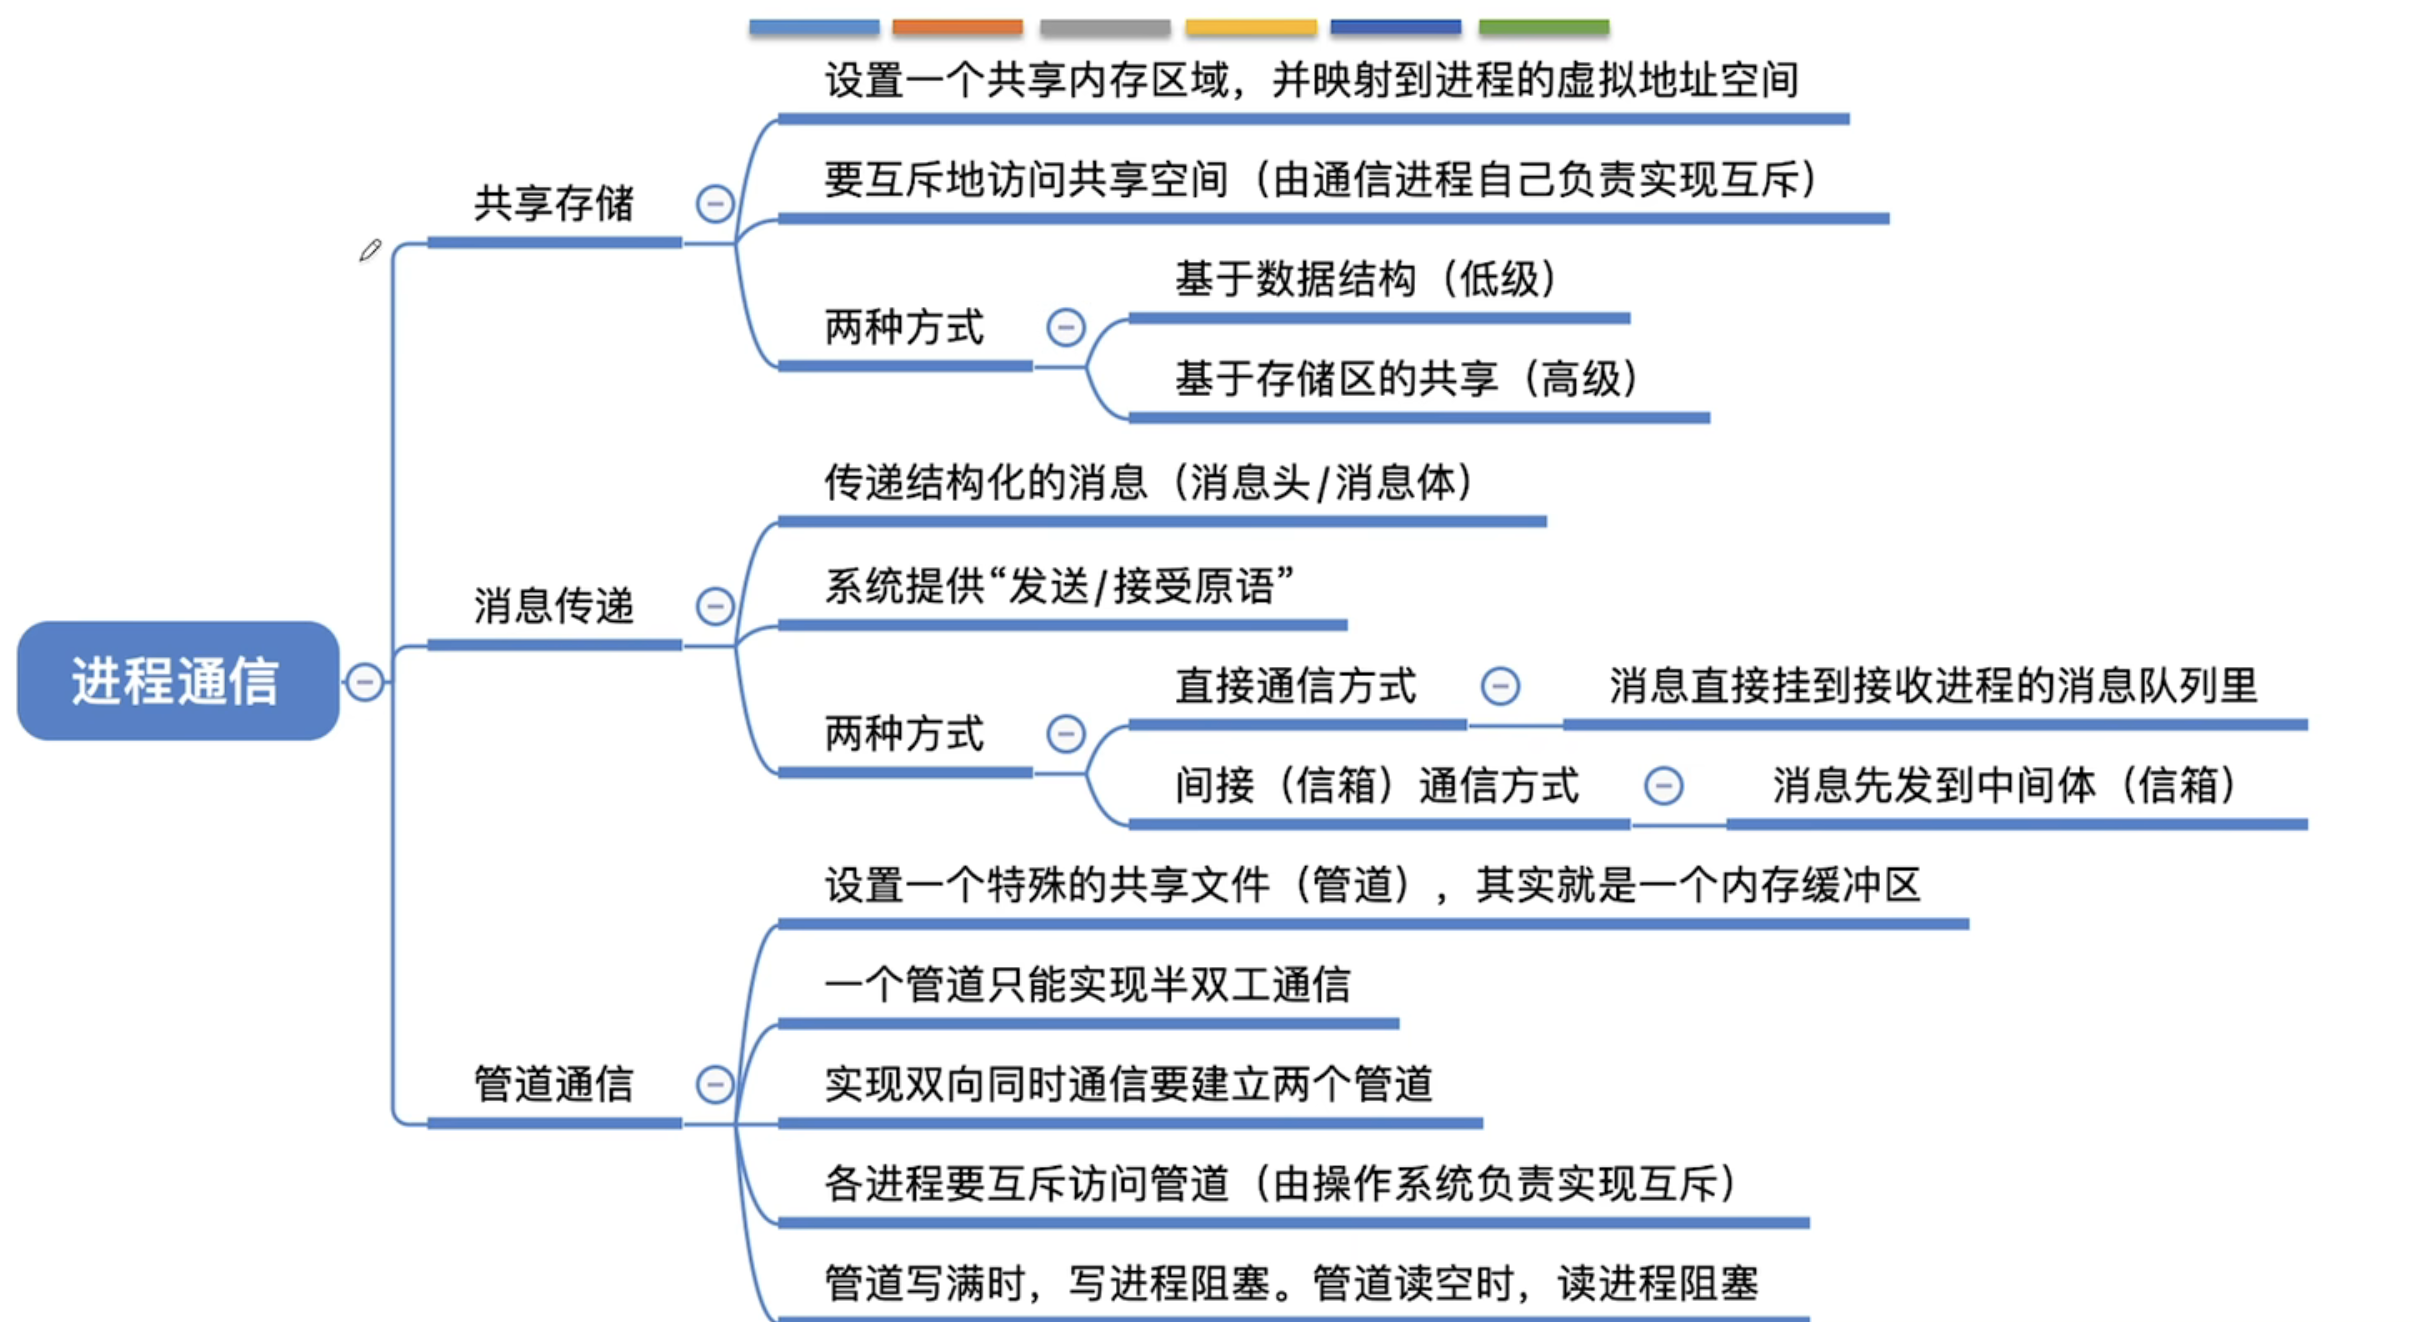 进程通信
共享存储
设置一个共享内存区域，并映射到进程的虚拟地址空间
要互斥地访问共享空间（由通信进程自己负责实现互斥）
两种方式
基于数据结构（低级）
基于存储区的共享（高级）
消息传递
传递结构化的消息（消息头/消息体）
系统提供“发送/接受原语”
两种方式
直接通信方式
消息直接挂到接收进程的消息队列里
间接（信箱）通信方式
消息先发到中间体（信箱）
管道通信
设置一个特殊的共享文件（管道），其实就是一个内存缓冲区
一个管道只能实现半双工通信
实现双向同时通信要建立两个管道
各进程要互斥访问管道（由操作系统负责实现互斥）
管道写满时，写进程阻塞。管道读空时，读进程阻塞